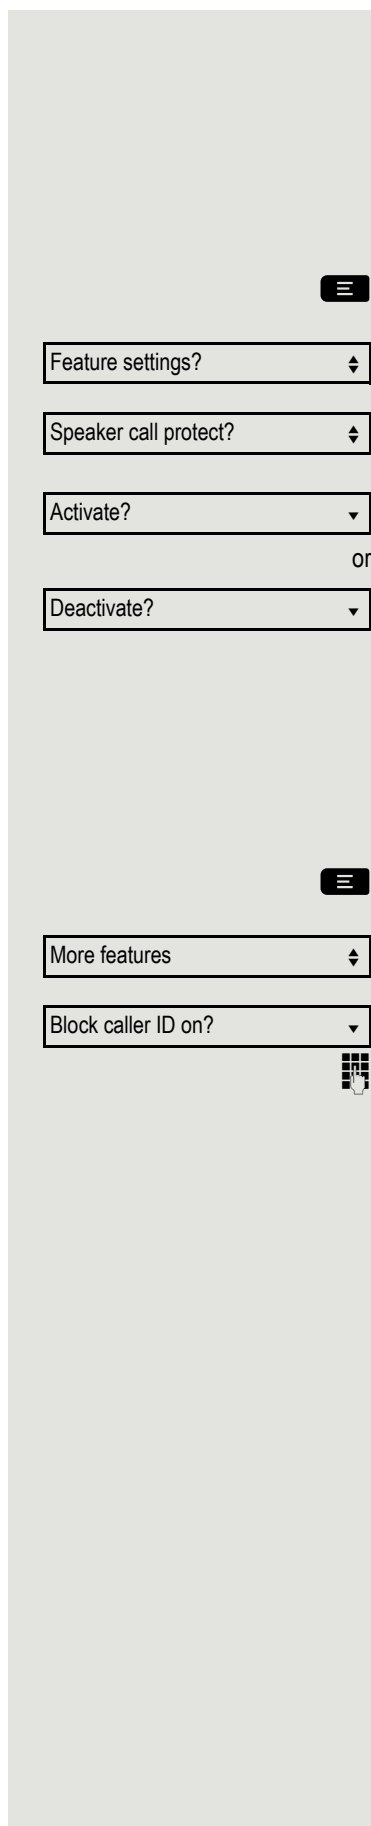 Feature settings?
Speaker call protect?
Activate?
or
Deactivate?
More features
Block caller ID on?